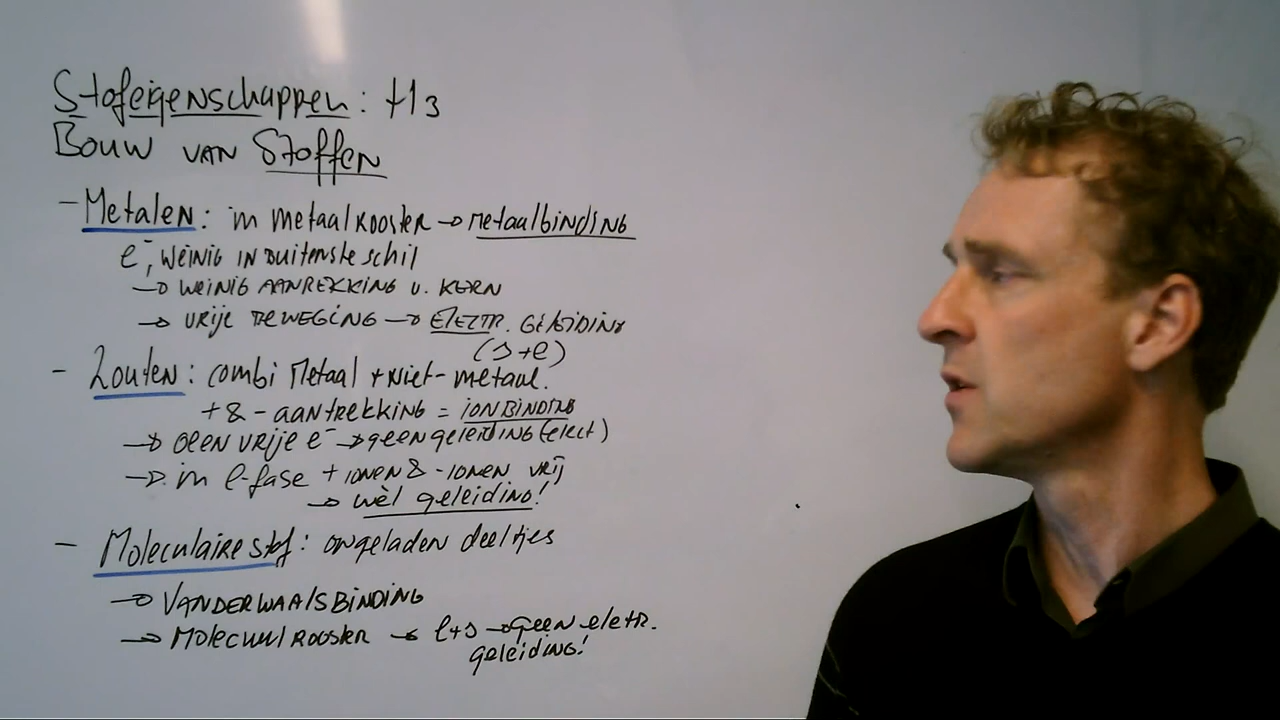 Stofeigenschappen: H3
Bouw van Stoffen
- Metalen: in metaalrooster → metaalbinding
e⁻, weinig in buitenste schil
→ weinig aanrekking v. kern
→ vrije beweging → electr. geleiding
(s+l)
- Zouten: combi metaal + niet-metaal.
+ & - aantrekking = ionbinding
→ geen vrije e⁻ → geen geleiding (elect)
→ in l-fase + ionen & - ionen vrij
→ wèl geleiding!
- Moleculaire stof: ongeladen deeltjes
→ Vanderwaalsbinding
→ Molecuulrooster → l+s → geen eletr.
geleiding!